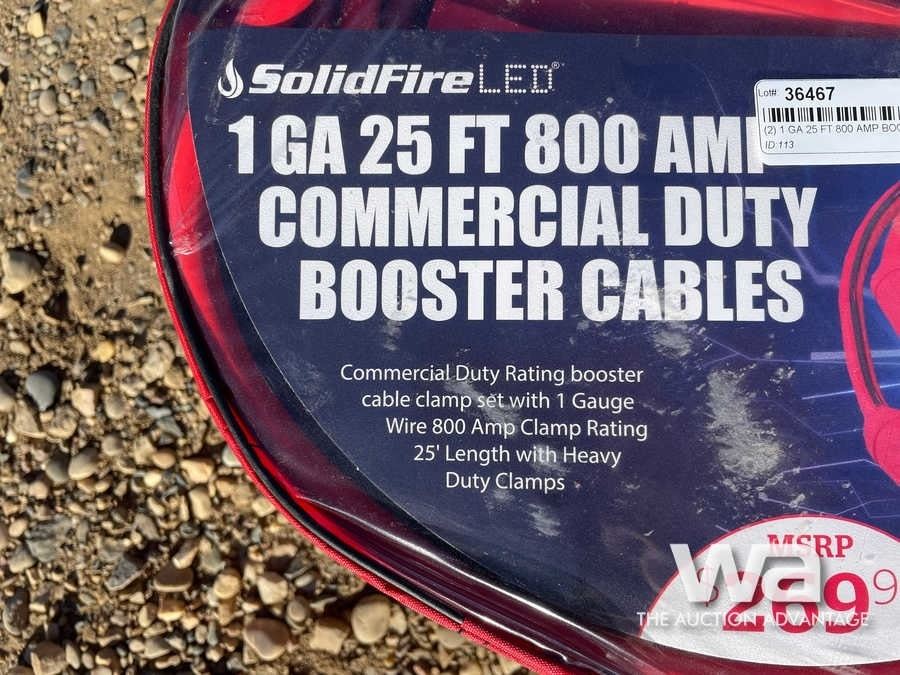 SolidFire LED®
Lot#: 36467
(2) 1 GA 25 FT 800 AMP BOO
ID:113
1 GA 25 FT 800 AMP
COMMERCIAL DUTY
BOOSTER CABLES
Commercial Duty Rating booster
cable clamp set with 1 Gauge
Wire 800 Amp Clamp Rating
25' Length with Heavy
Duty Clamps
MSRP
wa
THE AUCTION ADVANTAGE